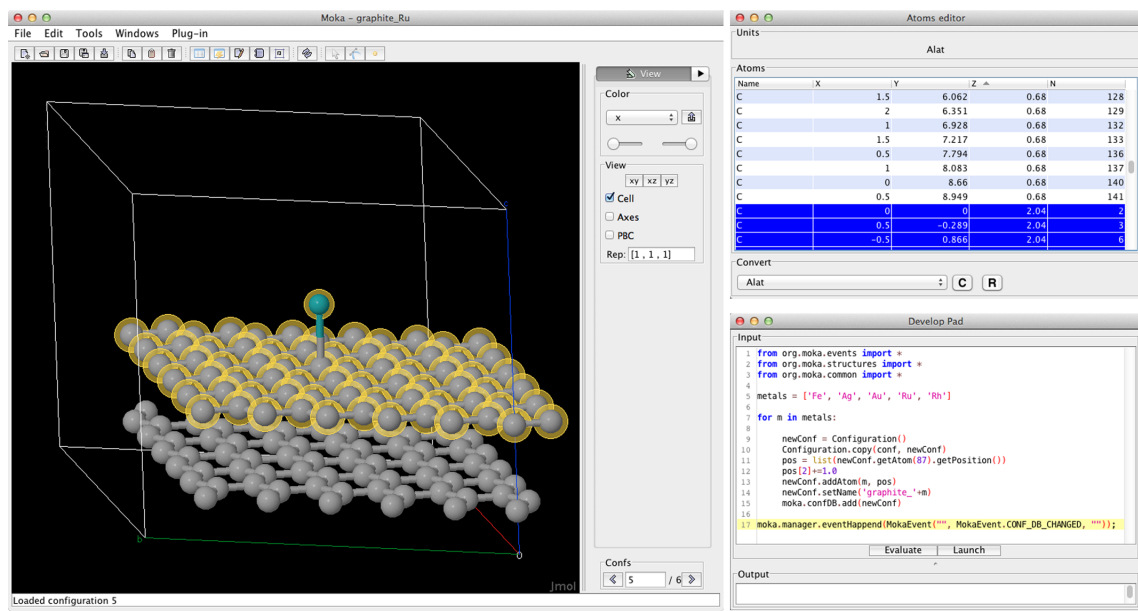 Moka - graphite_Ru
File Edit Tools Windows Plug-in
View
Color
x
View
xy xz yz
Cell
Axes
PBC
Rep: [1 , 1 , 1]
Confs
5 / 6
c
b
O
Jmol
Loaded configuration 5
Atoms editor
Units
Alat
Atoms
Name X Y Z N
C 1.5 6.062 0.68 128
C 2 6.351 0.68 129
C 1 6.928 0.68 132
C 1.5 7.217 0.68 133
C 0.5 7.794 0.68 136
C 1 8.083 0.68 137
C 0 8.66 0.68 140
C 0.5 8.949 0.68 141
C 0 0 2.04 2
C 0.5 -0.289 2.04 3
C -0.5 0.866 2.04 6
Convert
Alat C R
Develop Pad
Input
1 from org.moka.events import *
2 from org.moka.structures import *
3 from org.moka.common import *
4
5 metals = ['Fe', 'Ag', 'Au', 'Ru', 'Rh']
6
7 for m in metals:
8
9 newConf = Configuration()
10 Configuration.copy(conf, newConf)
11 pos = list(newConf.getAtom(87).getPosition())
12 pos[2]+=1.0
13 newConf.addAtom(m, pos)
14 newConf.setName('graphite_'+m)
15 moka.confDB.add(newConf)
16
17 moka.manager.eventHappend(MokaEvent("", MokaEvent.CONF_DB_CHANGED, ""));
Evaluate Launch
Output